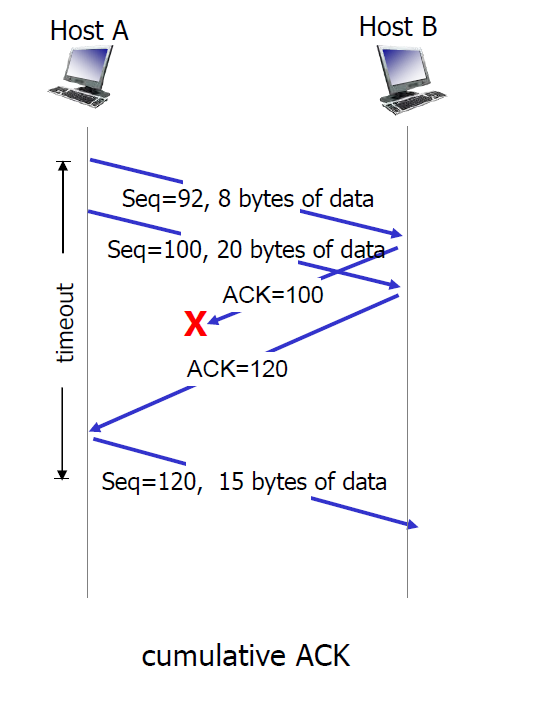 Host A
Host B
Seq=92, 8 bytes of data
Seq=100, 20 bytes of data
ACK=100
X
timeout
ACK=120
Seq=120,  15 bytes of data
cumulative ACK